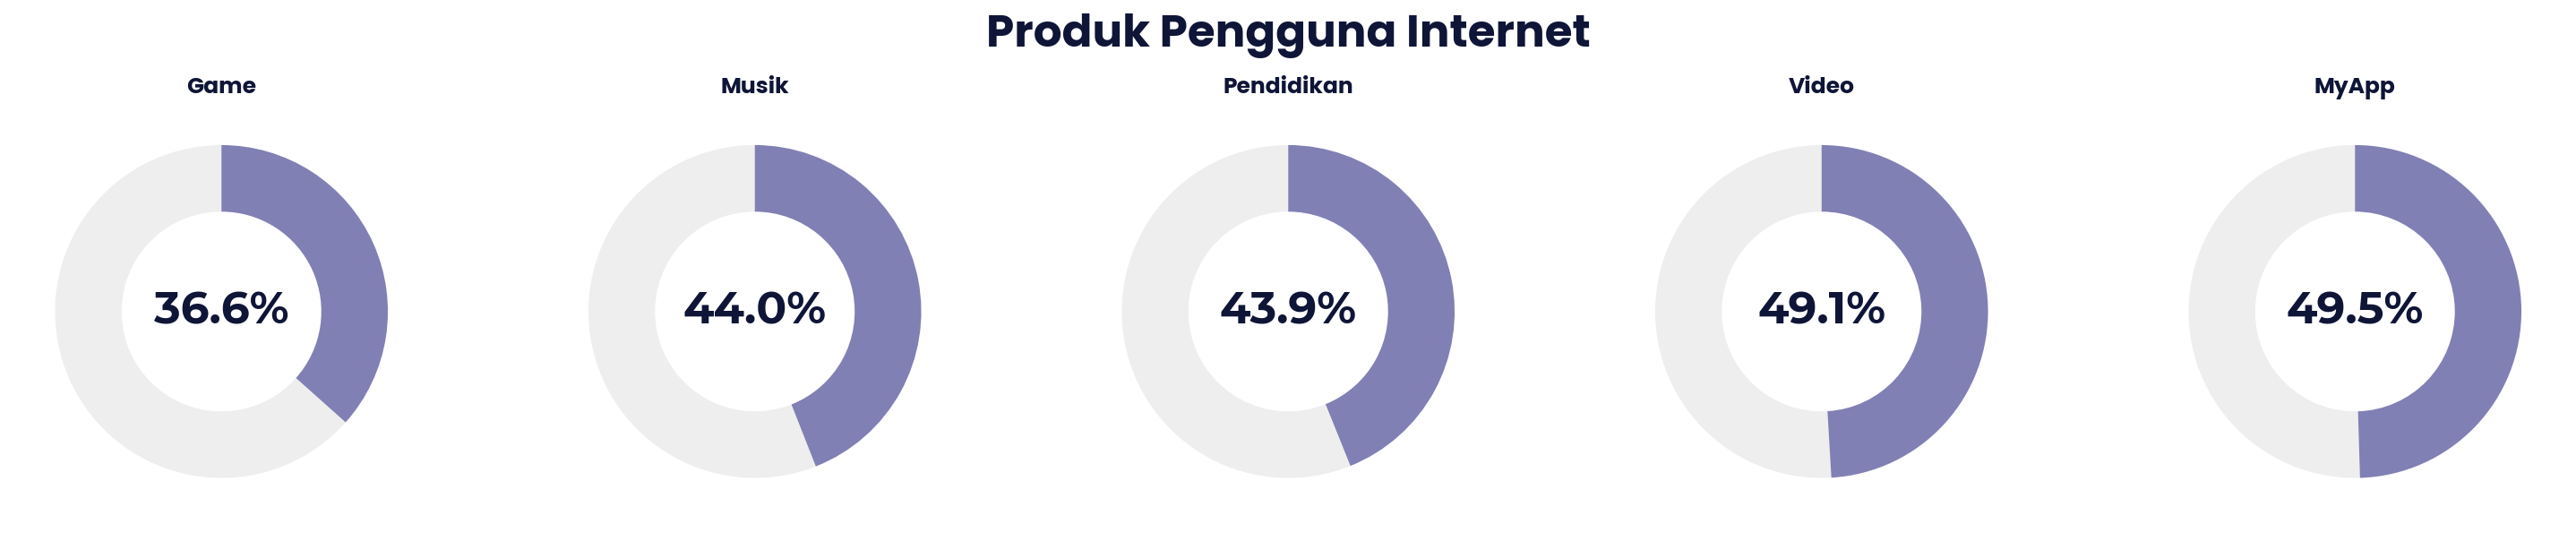 Produk Pengguna Internet
Game
Musik
Pendidikan
Video
MyApp
36.6%
44.0%
43.9%
49.1%
49.5%